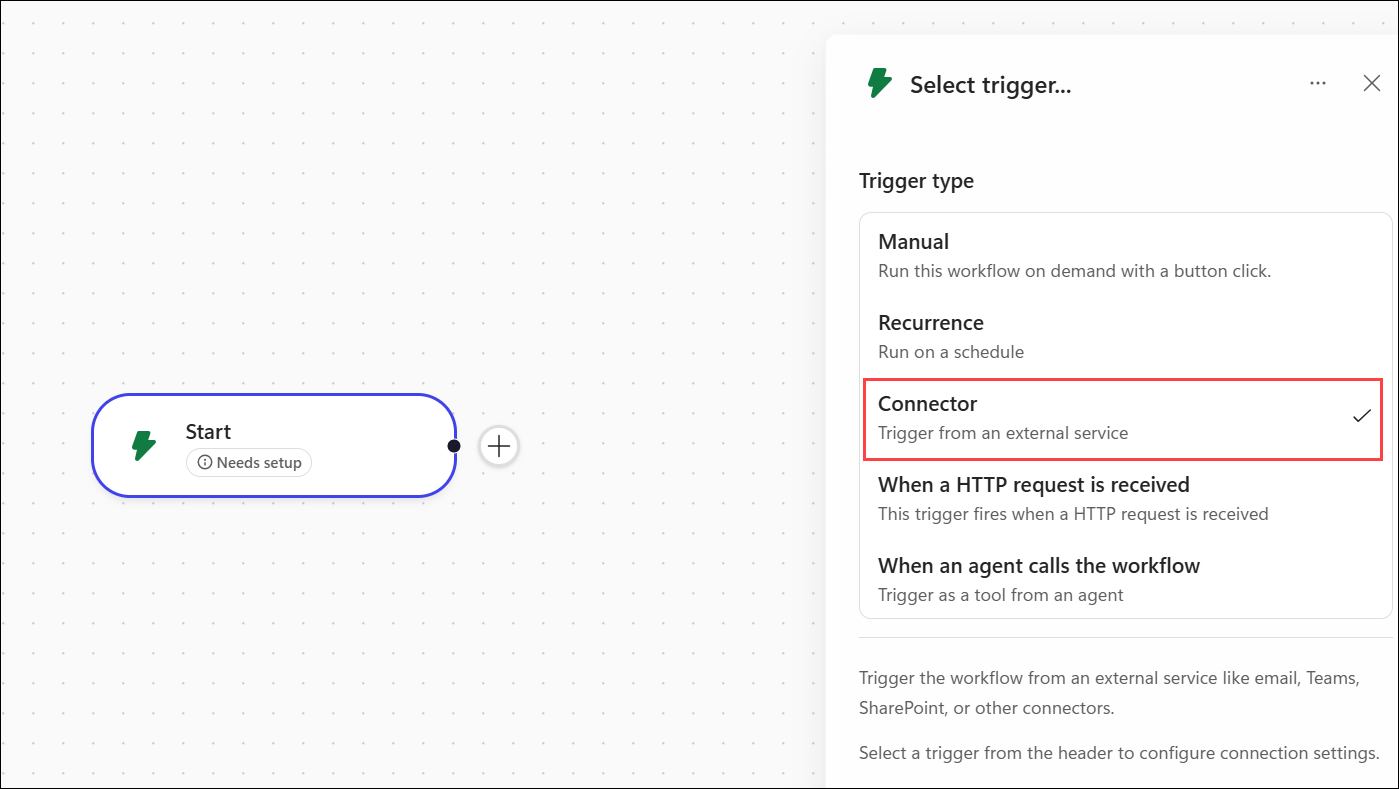 Select trigger...
Trigger type
Manual
Run this workflow on demand with a button click.
Recurrence
Run on a schedule
Connector
Trigger from an external service
Start
Needs setup
When a HTTP request is received
This trigger fires when a HTTP request is received
When an agent calls the workflow
Trigger as a tool from an agent
Trigger the workflow from an external service like email, Teams,
SharePoint, or other connectors.
Select a trigger from the header to configure connection settings.